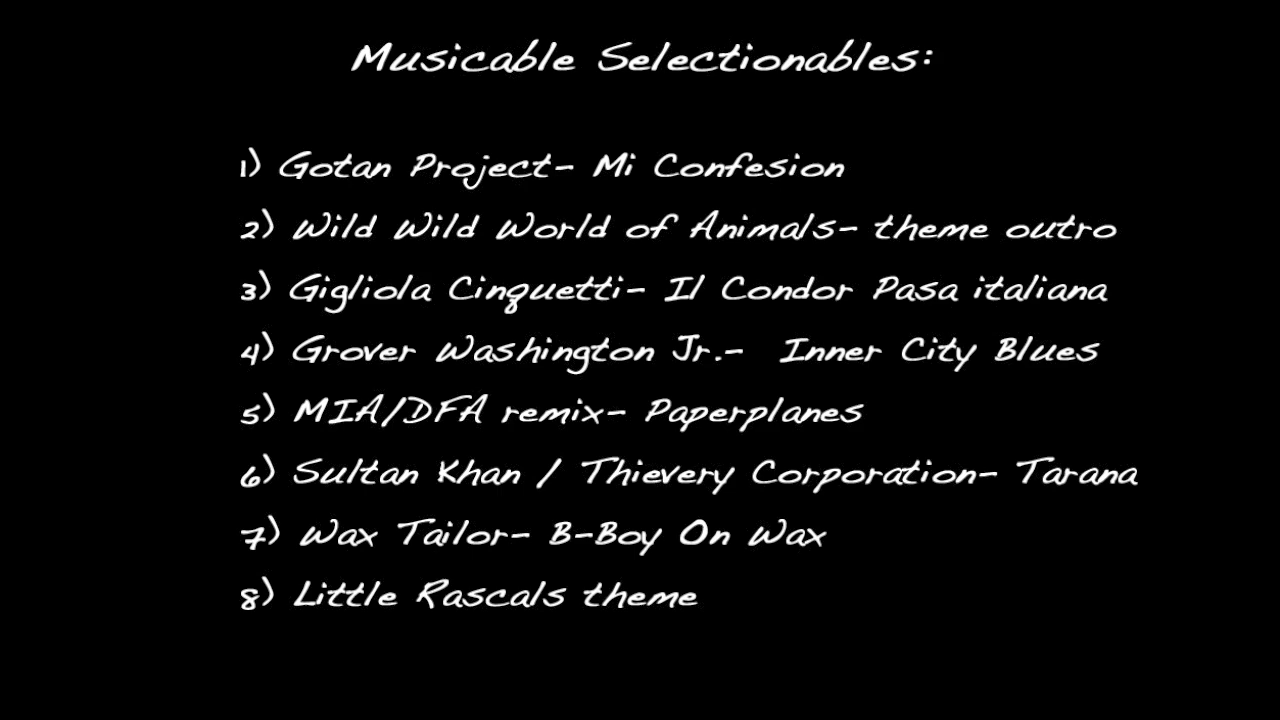 Musicable Selectionables:
1) Gotan Project- Mi Confesion
2) Wild Wild World of Animals- theme outro
3) Gigliola Cinquetti- Il Condor Pasa italiana
4) Grover Washington Jr.- Inner City Blues
5) MIA/DFA remix- Paperplanes
6) Sultan Khan / Thievery Corporation- Tarana
7) Wax Tailor- B-Boy On Wax
8) Little Rascals theme